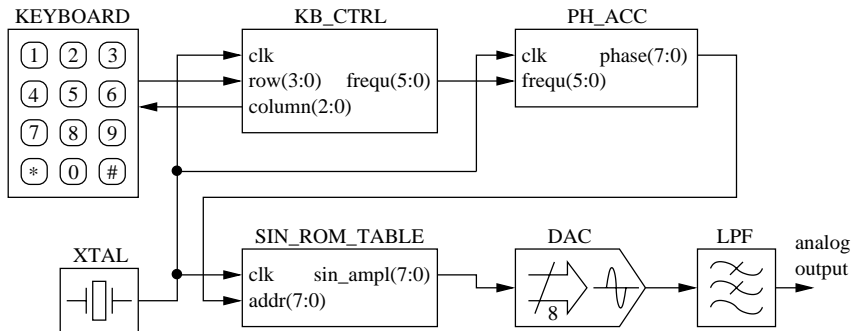 KEYBOARD
KB_CTRL
PH_ACC
1 2 3
4 5 6
7 8 9
* 0 #
clk
row(3:0) frequ(5:0)
column(2:0)
clk phase(7:0)
frequ(5:0)
XTAL
SIN_ROM_TABLE
clk sin_ampl(7:0)
addr(7:0)
DAC
8
LPF
analog
output